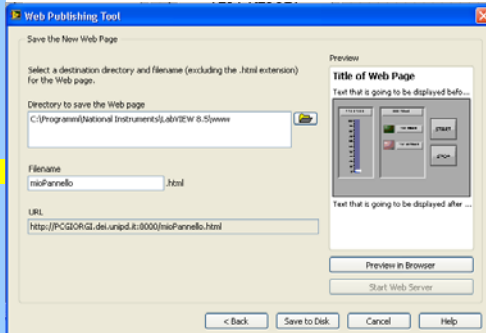 Web Publishing Tool
Save the New Web Page
Select a destination directory and filename (excluding the .html extension)
for the Web page.
Directory to save the Web page
C:\Programmi\National Instruments\LabVIEW 8.5\www
Filename
mioPannello
.html
URL
http://PCGIORGI.dei.unipd.it:8000/mioPannello.html
Preview
Title of Web Page
Text that is going to be displayed befo...
START
STOP
Text that is going to be displayed after ...
Preview in Browser
Start Web Server
< Back
Save to Disk
Cancel
Help